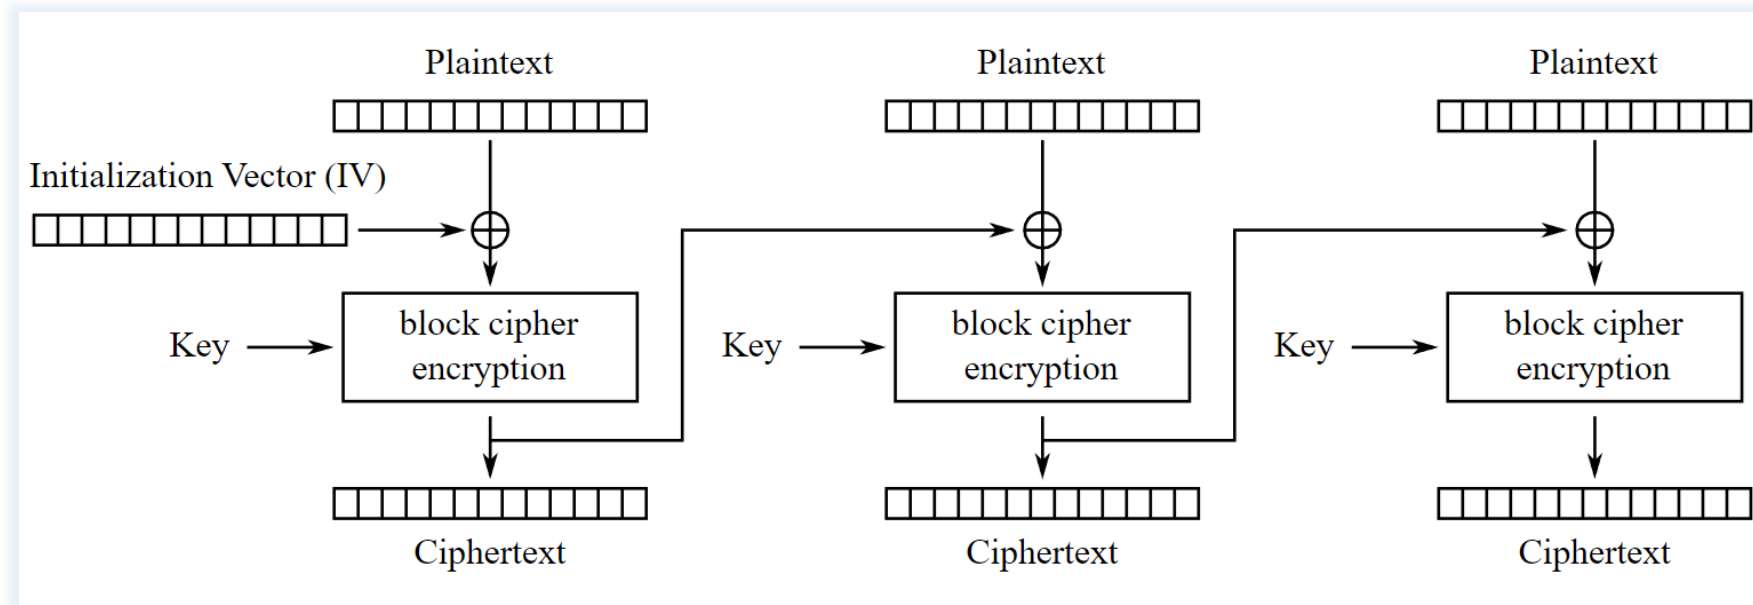 Plaintext
Plaintext
Plaintext
Initialization Vector (IV)
Key
block cipher
encryption
Key
block cipher
encryption
Key
block cipher
encryption
Ciphertext
Ciphertext
Ciphertext